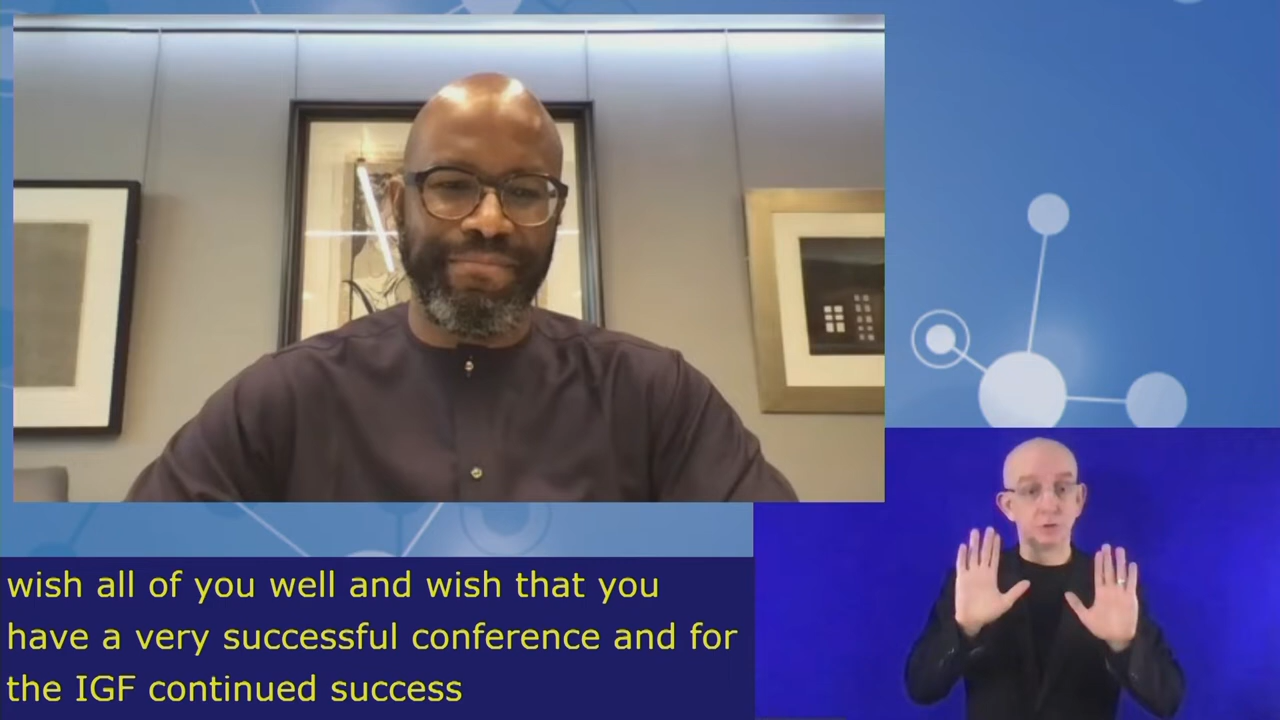 wish all of you well and wish that you
have a very successful conference and for
the IGF continued success